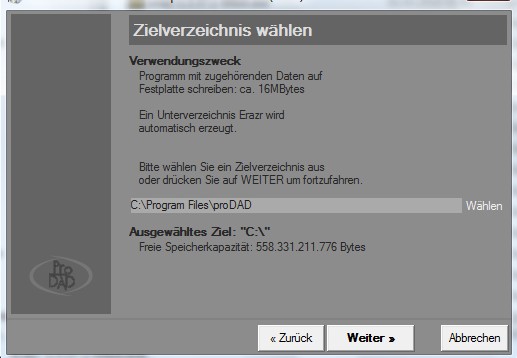 Zielverzeichnis wählen
Verwendungszweck
Programm mit zugehörenden Daten auf
Festplatte schreiben: ca. 16MBytes
Ein Unterverzeichnis Erazr wird
automatisch erzeugt.
Bitte wählen Sie ein Zielverzeichnis aus
oder drücken Sie auf WEITER um fortzufahren.
C:\Program Files\proDAD Wählen
Ausgewähltes Ziel: "C:\"
Freie Speicherkapazität: 558.331.211.776 Bytes
PRO
DAD
« Zurück Weiter » Abbrechen